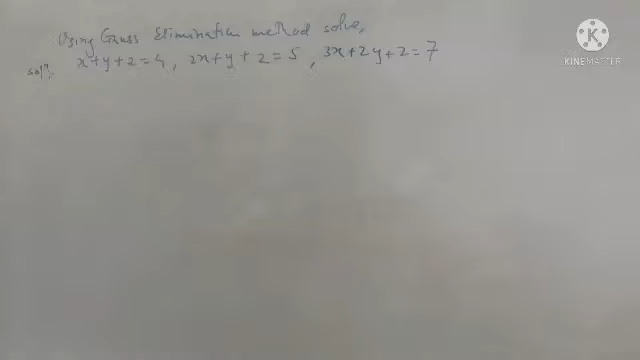 Using Gauss Elimination method solve,
x+y+z=4, 2x+y+z=5, 3x+2y+z=7
solⁿ:
K
KINEMASTER